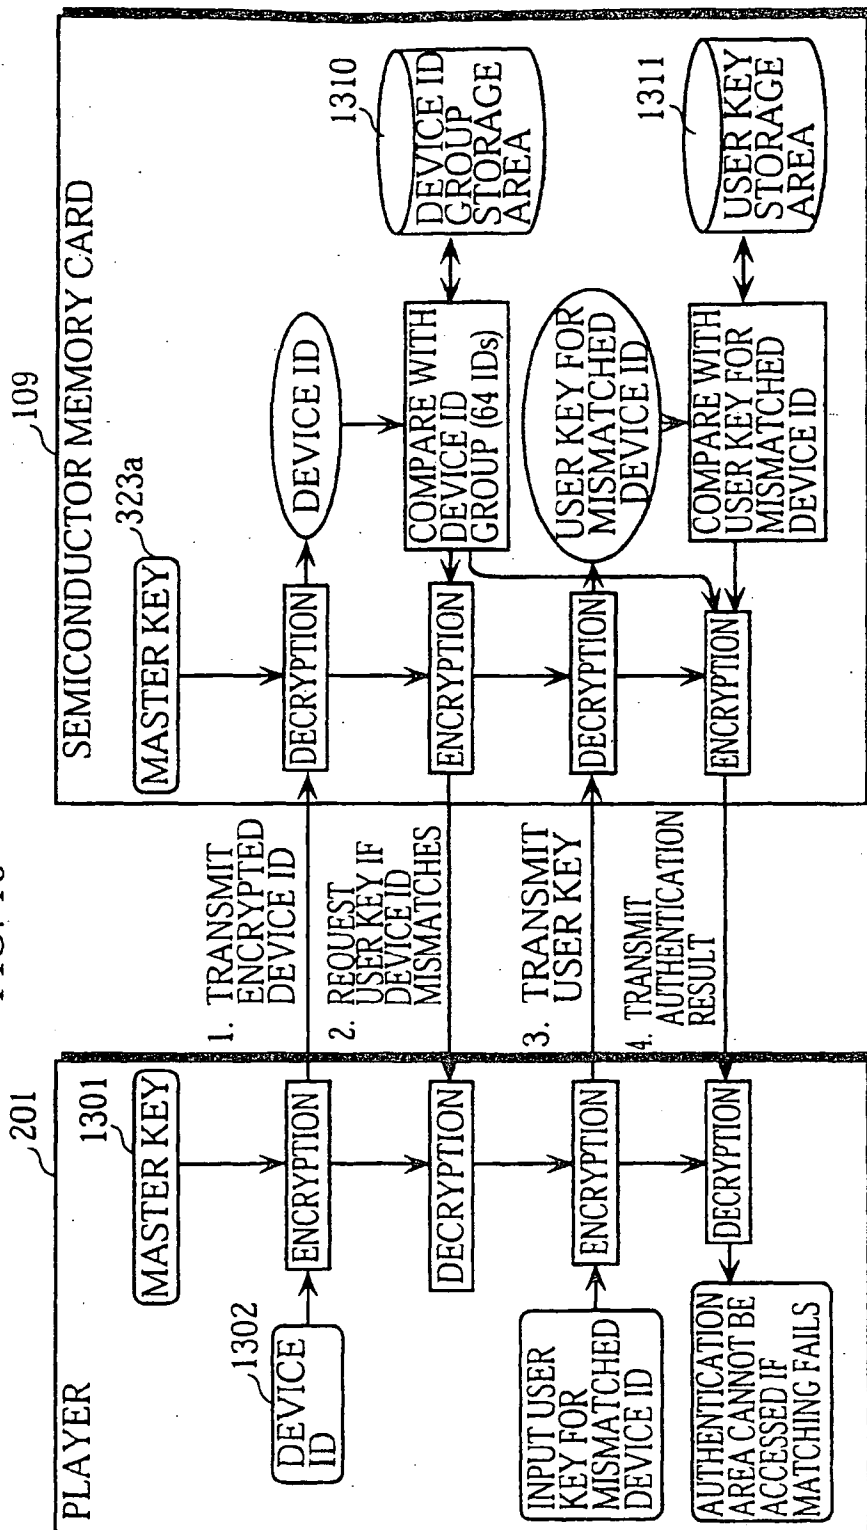 201
PLAYER
1301
MASTER KEY
1302
DEVICE
ID
ENCRYPTION
DECRYPTION
INPUT USER
KEY FOR
MISMATCHED
DEVICE ID
ENCRYPTION
AUTHENTICATION
AREA CANNOT BE
ACCESSED IF
MATCHING FAILS
DECRYPTION
1. TRANSMIT
ENCRYPTED
DEVICE ID
2. REQUEST
USER KEY IF
DEVICE ID
MISMATCHES
3. TRANSMIT
USER KEY
4. TRANSMIT
AUTHENTICATION
RESULT
109
SEMICONDUCTOR MEMORY CARD
323a
MASTER KEY
DECRYPTION
DEVICE ID
1310
DEVICE ID
GROUP
STORAGE
AREA
ENCRYPTION
COMPARE WITH
DEVICE ID
GROUP (64 IDs)
DECRYPTION
USER KEY FOR
MISMATCHED
DEVICE ID
1311
USER KEY
STORAGE
AREA
ENCRYPTION
COMPARE WITH
USER KEY FOR
MISMATCHED
DEVICE ID